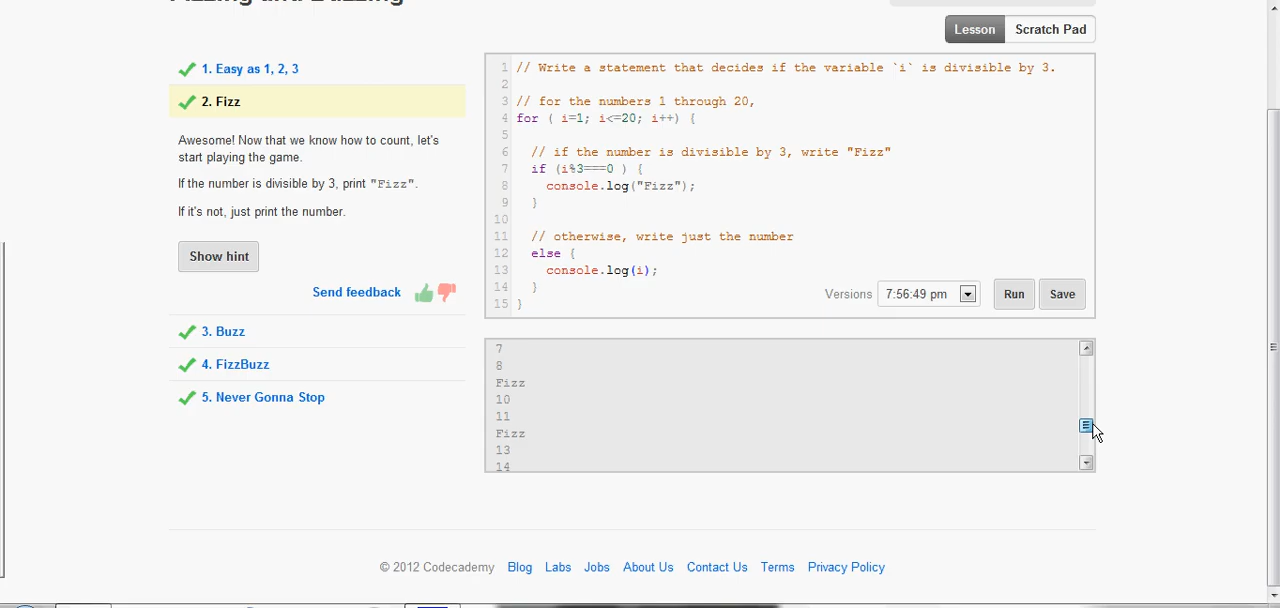 Lesson
Scratch Pad
1. Easy as 1, 2, 3
2. Fizz
Awesome! Now that we know how to count, let's
start playing the game.
If the number is divisible by 3, print "Fizz".
If it's not, just print the number.
Show hint
Send feedback
3. Buzz
4. FizzBuzz
5. Never Gonna Stop
1 // Write a statement that decides if the variable `i` is divisible by 3.
2
3 // for the numbers 1 through 20,
4 for ( i=1; i<=20; i++) {
5
6 // if the number is divisible by 3, write "Fizz"
7 if (i%3===0 ) {
8 console.log("Fizz");
9 }
10
11 // otherwise, write just the number
12 else {
13 console.log(i);
14 }
15 }
Versions 7:56:49 pm
Run
Save
7
8
Fizz
10
11
Fizz
13
14
© 2012 Codecademy Blog Labs Jobs About Us Contact Us Terms Privacy Policy